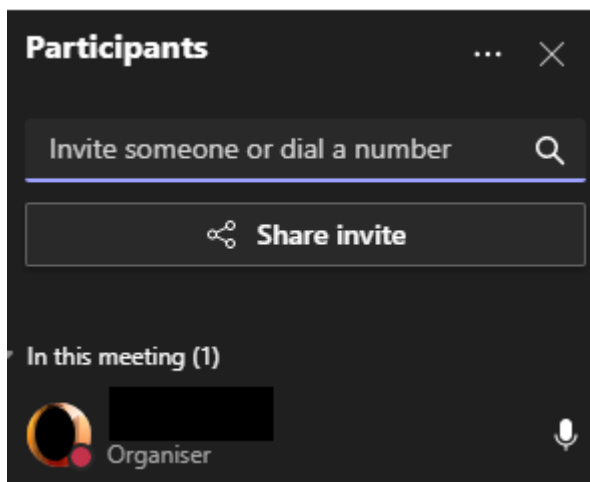 Participants
Invite someone or dial a number
Share invite
In this meeting (1)
Organiser